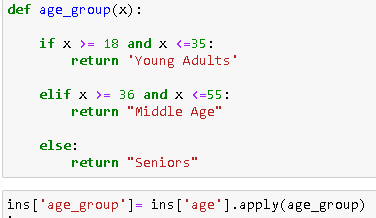 def age_group(x):
if x >= 18 and x <=35:
return 'Young Adults'
elif x >= 36 and x <=55:
return "Middle Age"
else:
return "Seniors"
ins['age_group']= ins['age'].apply(age_group)